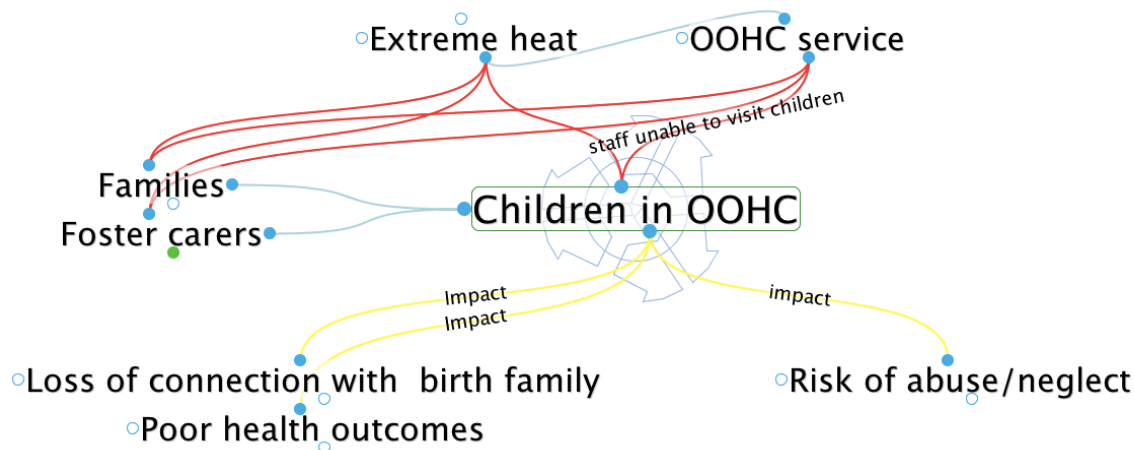 Extreme heat
OOHC service
staff unable to visit children
Families
Children in OOHC
Foster carers
Impact
impact
Impact
Loss of connection with  birth family
Risk of abuse/neglect
Poor health outcomes